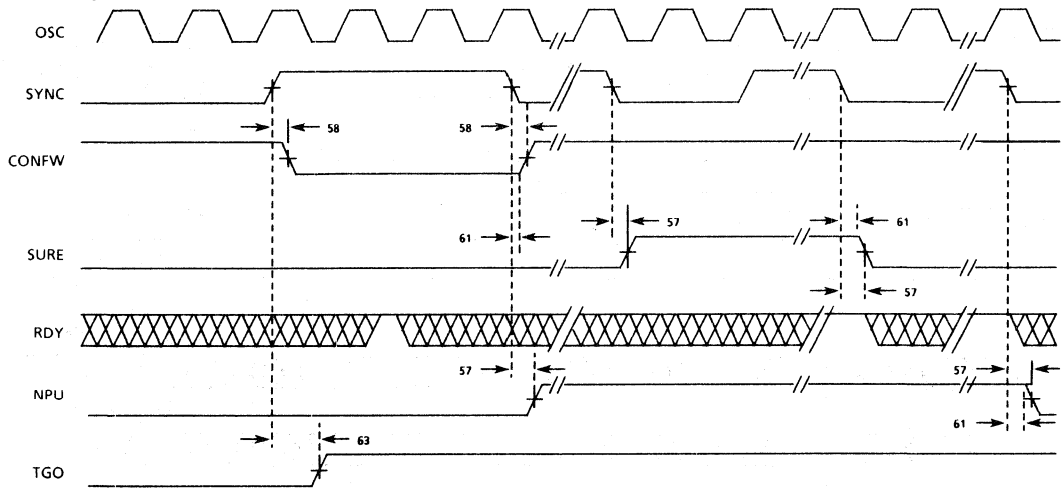 OSC
SYNC
58 58
CONFW
61 57 61
SURE
57
RDY
57 57
NPU
61
63
TGO